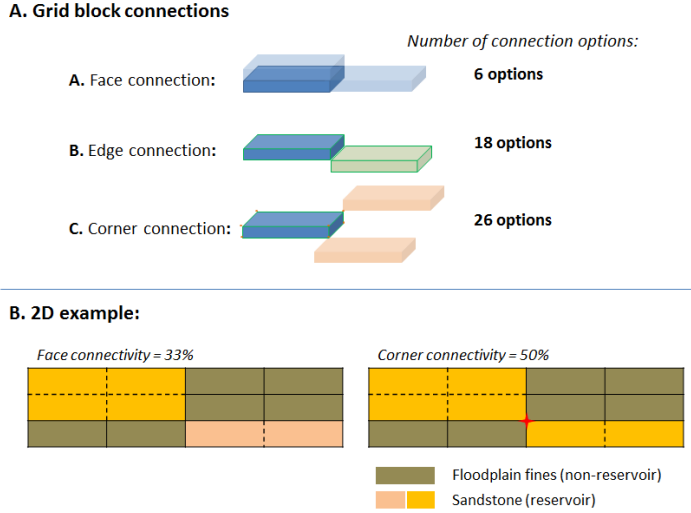 A. Grid block connections
Number of connection options:
A. Face connection:
6 options
B. Edge connection:
18 options
C. Corner connection:
26 options
B. 2D example:
Face connectivity = 33%
Corner connectivity = 50%
Floodplain fines (non-reservoir)
Sandstone (reservoir)